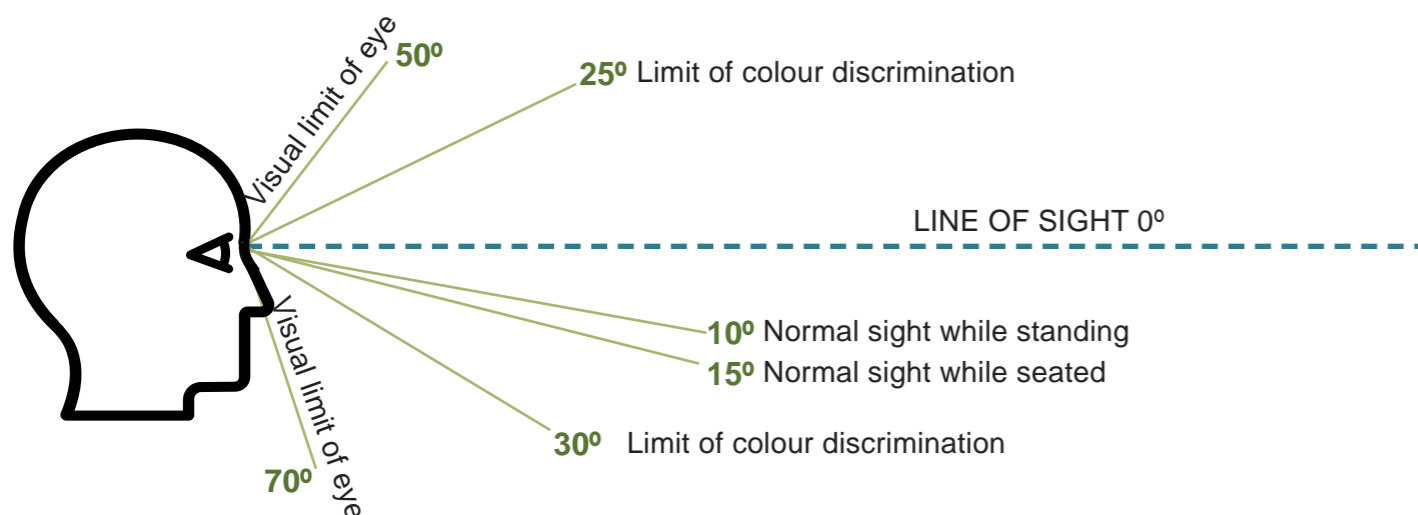 Visual limit of eye
50º
25º Limit of colour discrimination
LINE OF SIGHT 0º
10º Normal sight while standing
15º Normal sight while seated
30º Limit of colour discrimination
Visual limit of eye
70º